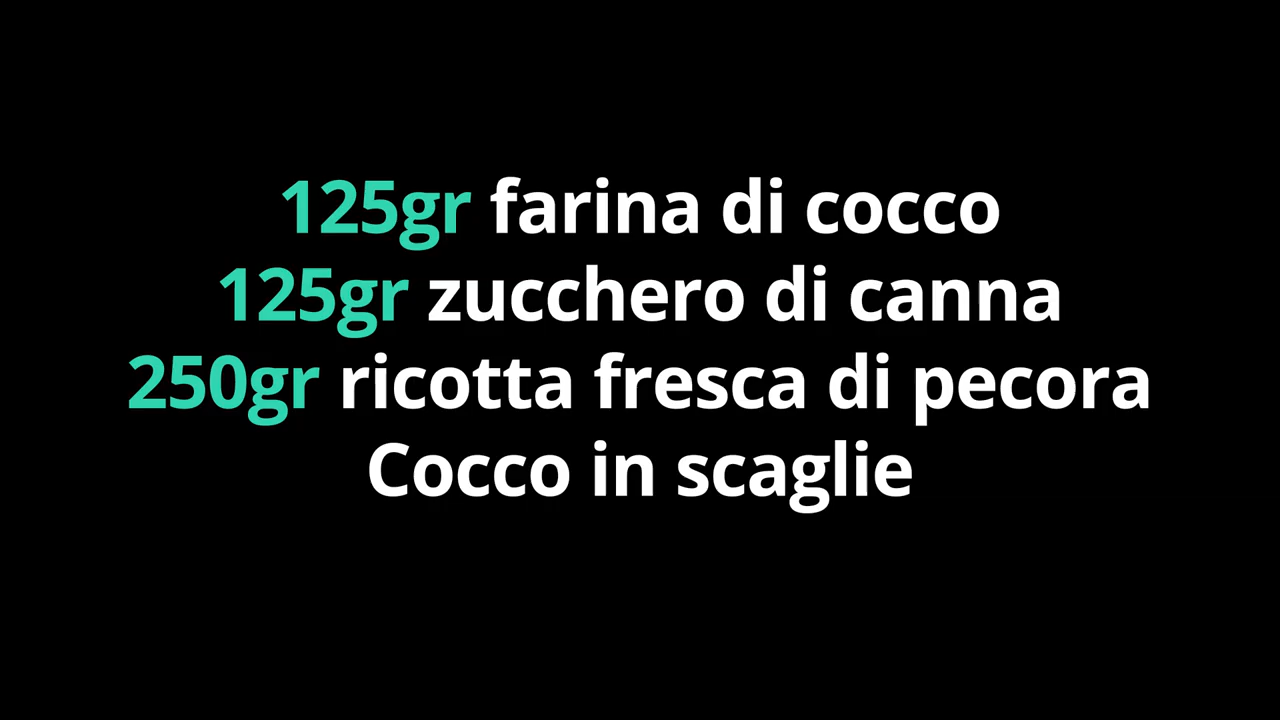 125gr farina di cocco
125gr zucchero di canna
250gr ricotta fresca di pecora
Cocco in scaglie